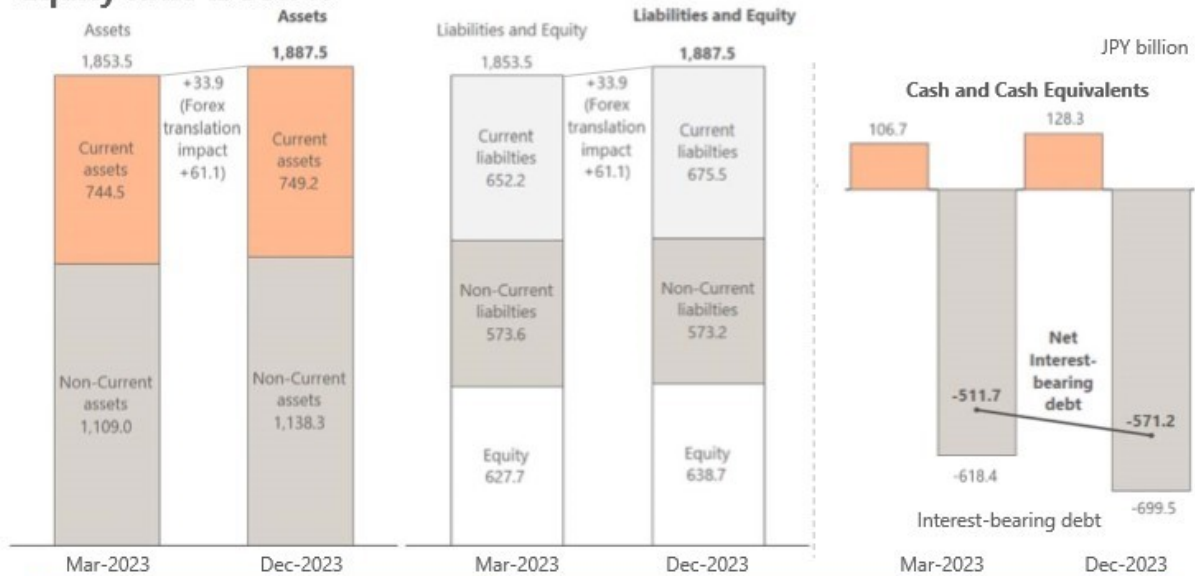 Assets
1,853.5
Current
assets
744.5
Non-Current
assets
1,109.0
Mar-2023
+33.9
(Forex
translation
impact
+61.1)
Assets
1,887.5
Current
assets
749.2
Non-Current
assets
1,138.3
Dec-2023
Liabilities and Equity
1,853.5
Current
liabilties
652.2
Non-Current
liabilties
573.6
Equity
627.7
Mar-2023
+33.9
(Forex
translation
impact
+61.1)
Liabilities and Equity
1,887.5
Current
liabilties
675.5
Non-Current
liabilties
573.2
Equity
638.7
Dec-2023
JPY billion
Cash and Cash Equivalents
106.7
128.3
Net
Interest-
bearing
debt
-511.7
-571.2
-618.4
-699.5
Interest-bearing debt
Mar-2023
Dec-2023